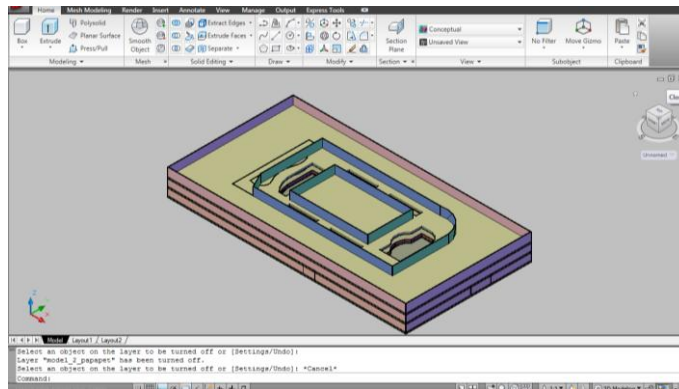 Home Mesh Modeling Render Insert Annotate View Manage Output Express Tools
Polysolid
Planar Surface
Press/Pull
Box
Extrude
Smooth
Object
Extract Edges
Extrude Faces
Separate
Section
Plane
Conceptual
Unsaved View
No Filter
Move Gizmo
Paste
Modeling
Mesh
Solid Editing
Draw
Modify
Section
View
Subobject
Clipboard
Unnamed
Z
Model Layout1 Layout2
Select an object on the layer to be turned off or [Settings/Undo]:
Layer "model_2_papapet" has been turned off.
Select an object on the layer to be turned off or [Settings/Undo]: *Cancel*
Command: